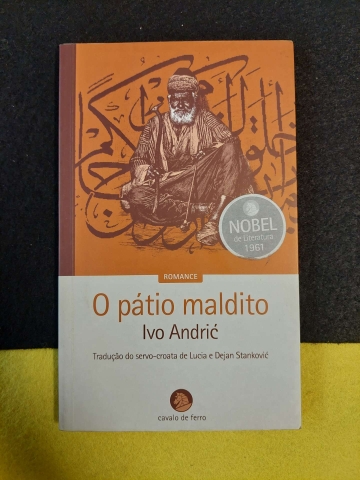 NOBEL
de Literatura
1961
ROMANCE
O pátio maldito
Ivo Andrić
Tradução do servo-croata de Lucia e Dejan Stanković
cavalo de ferro